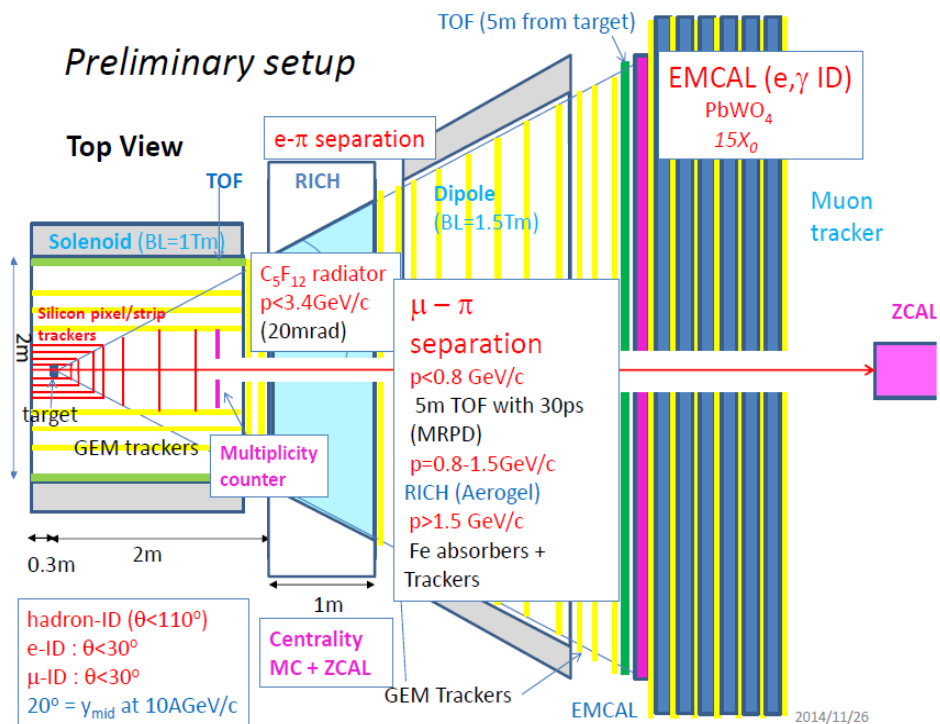 TOF (5m from target)
Preliminary setup
EMCAL (e,γ ID)
PbWO₄
15X₀
Top View
e-π separation
TOF
RICH
Dipole
(BL=1.5Tm)
Muon
tracker
Solenoid (BL=1Tm)
C₅F₁₂ radiator
p<3.4GeV/c
(20mrad)
Silicon pixel/strip
trackers
2m
μ – π
separation
p<0.8 GeV/c
5m TOF with 30ps
(MRPD)
p=0.8-1.5GeV/c
RICH (Aerogel)
p>1.5 GeV/c
Fe absorbers +
Trackers
ZCAL
target
GEM trackers
Multiplicity
counter
0.3m
2m
1m
hadron-ID (θ<110°)
e-ID : θ<30°
μ-ID : θ<30°
20° = yₘᵢd at 10AGeV/c
Centrality
MC + ZCAL
GEM Trackers
EMCAL
2014/11/26